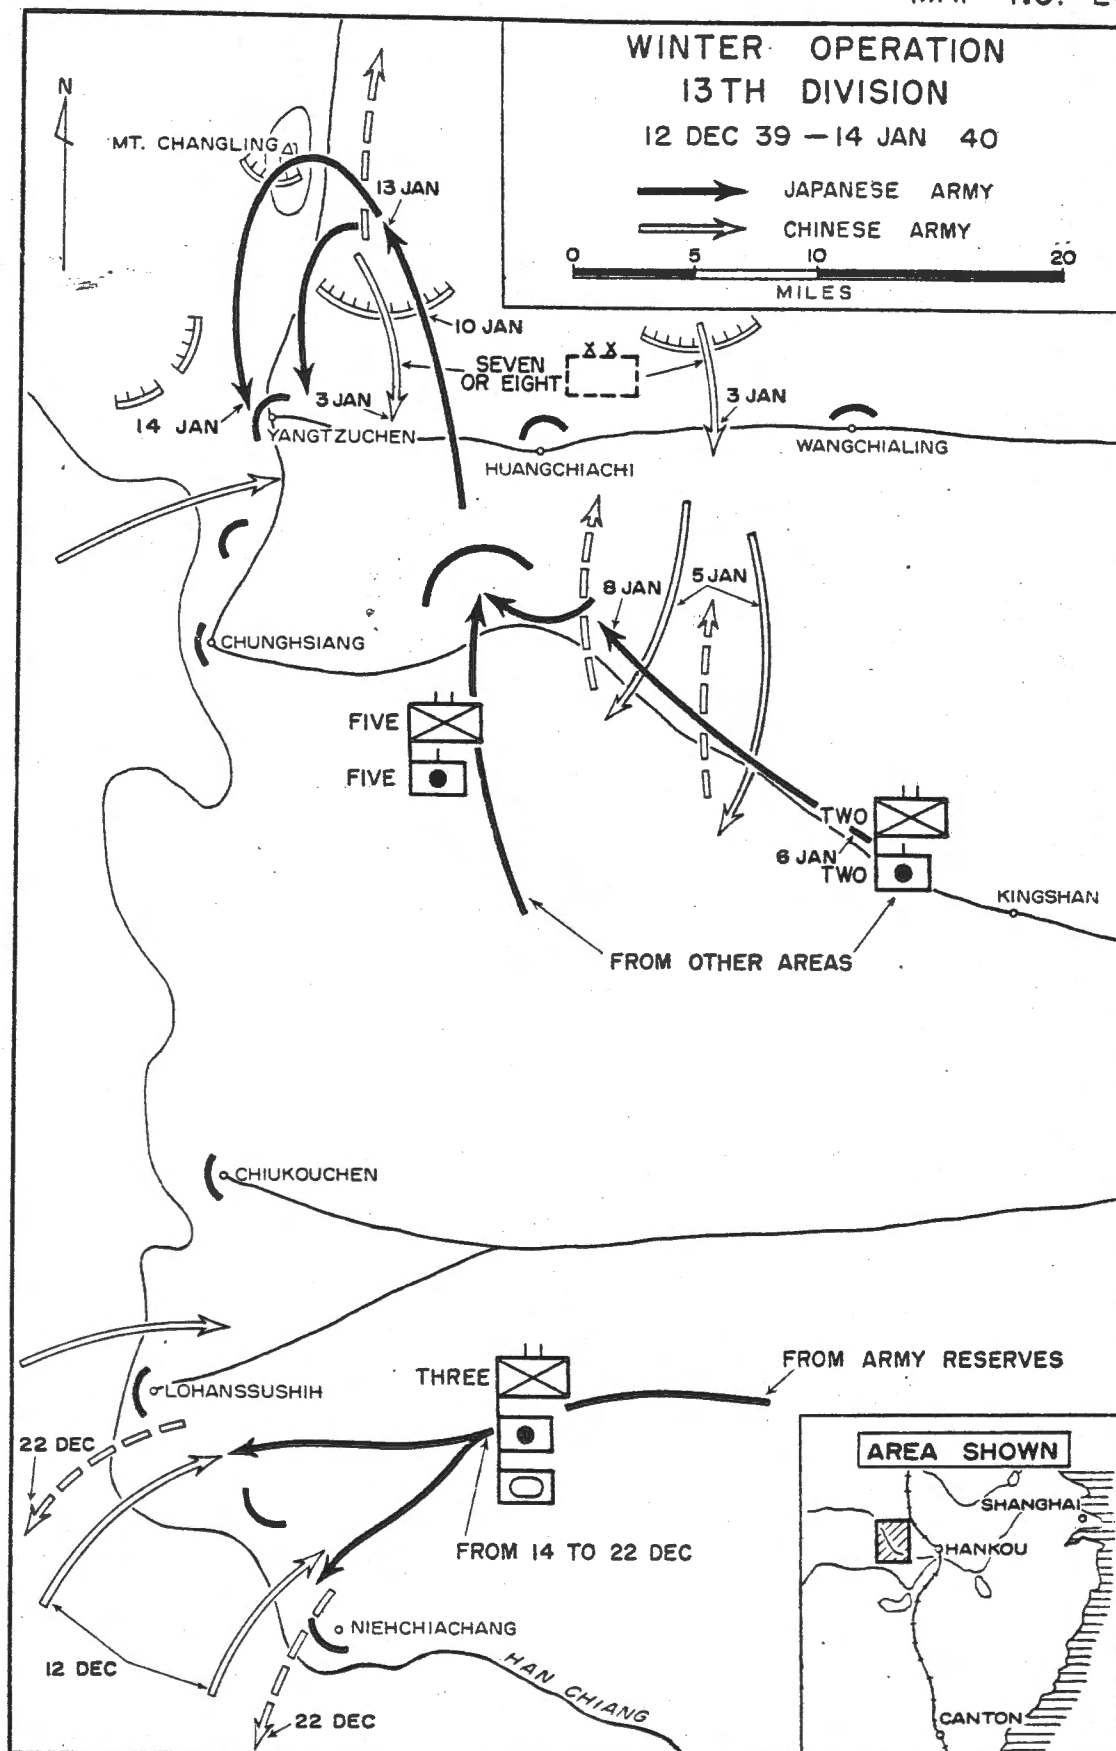 MAP NO.
WINTER OPERATION
13TH DIVISION
12 DEC 39 — 14 JAN 40
JAPANESE ARMY
CHINESE ARMY
0 5 10 20
MILES
N
MT. CHANGLING
13 JAN
10 JAN
SEVEN
OR EIGHT
X X
3 JAN
3 JAN
14 JAN
YANGTZUCHEN
HUANGCHIACHI
WANGCHIALING
8 JAN
5 JAN
CHUNGHSIANG
FIVE
FIVE
TWO
6 JAN
TWO
KINGSHAN
FROM OTHER AREAS
CHIUKOUCHEN
THREE
FROM ARMY RESERVES
LOHANSSUSHIH
22 DEC
FROM 14 TO 22 DEC
NIEHCHIACHANG
12 DEC
HAN CHIANG
22 DEC
AREA SHOWN
SHANGHAI
HANKOU
CANTON